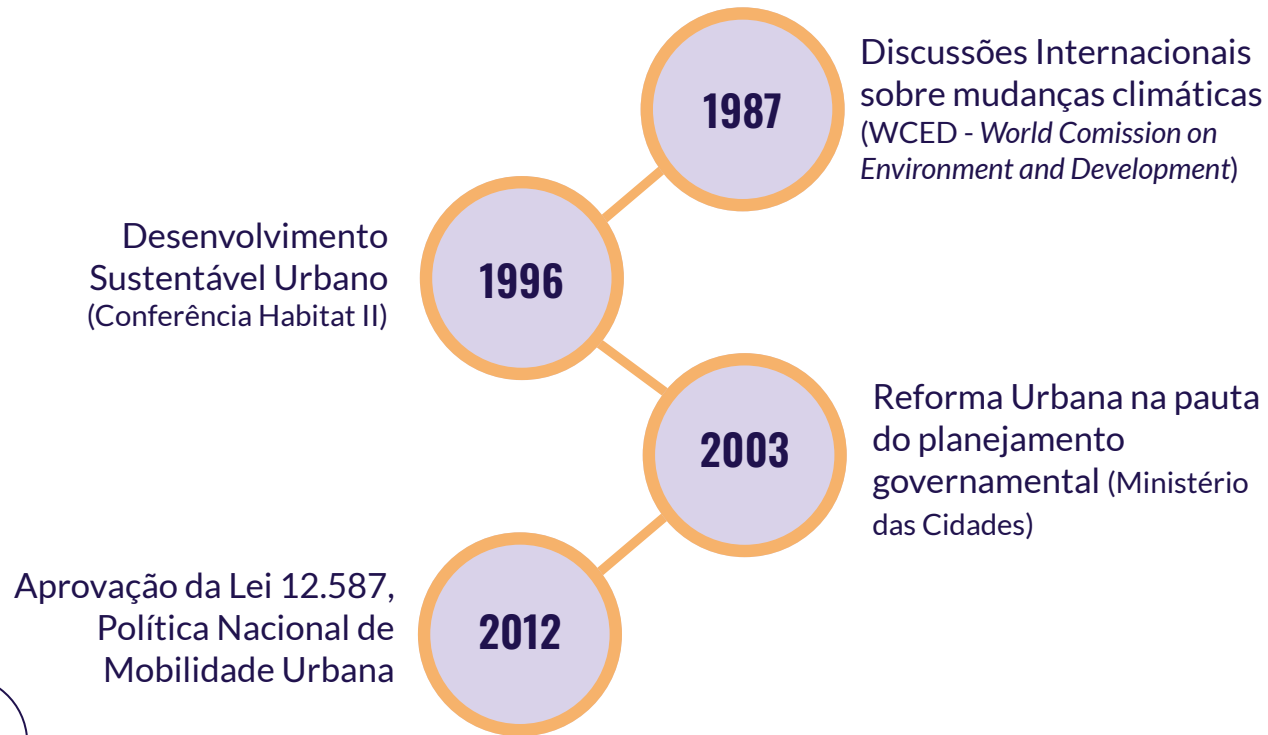 1987
Discussões Internacionais
sobre mudanças climáticas
(WCED - World Comission on
Environment and Development)
Desenvolvimento
Sustentável Urbano
(Conferência Habitat II)
1996
2003
Reforma Urbana na pauta
do planejamento
governamental (Ministério
das Cidades)
Aprovação da Lei 12.587,
Política Nacional de
Mobilidade Urbana
2012